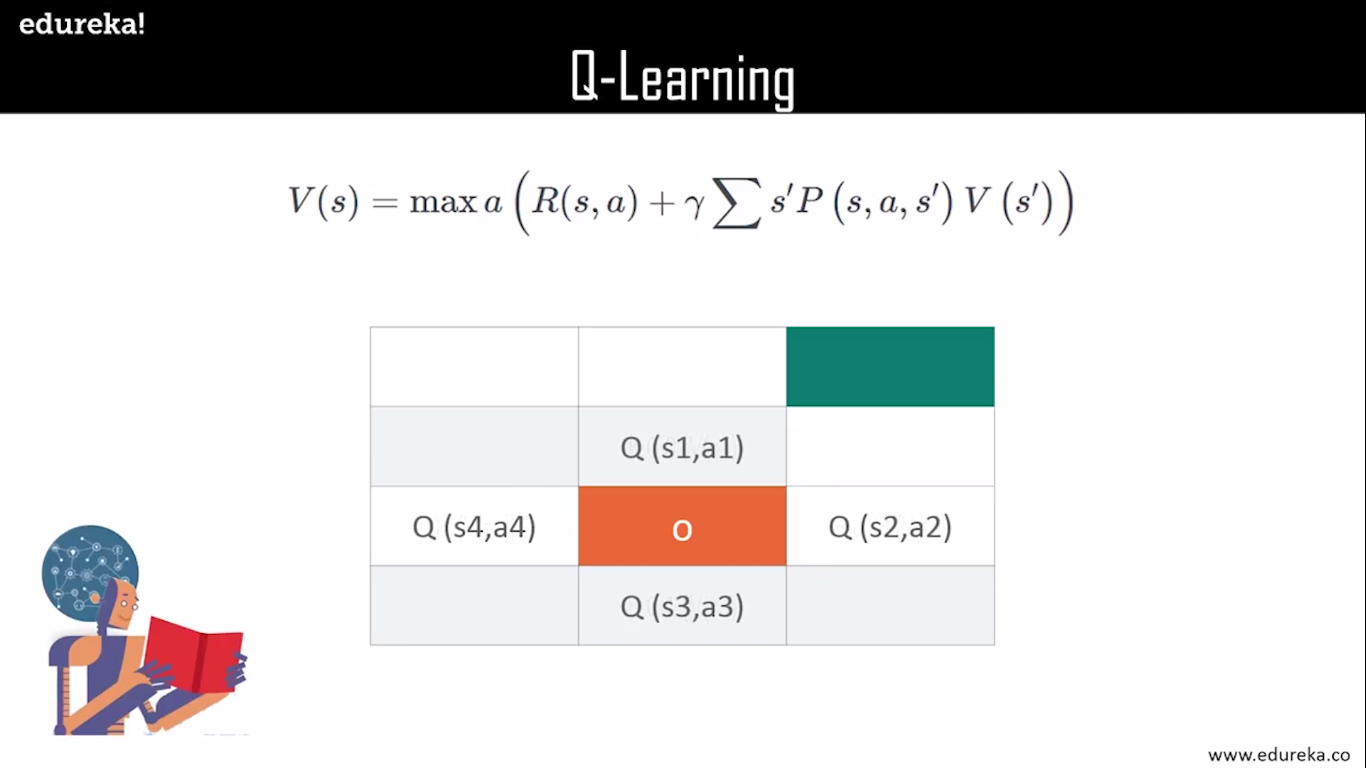 edureka!
Q-Learning
V(s) = max a (R(s, a) + γ ∑ s′P (s, a, s′) V (s′))
Q (s1,a1)
Q (s4,a4) O Q (s2,a2)
Q (s3,a3)
www.edureka.co